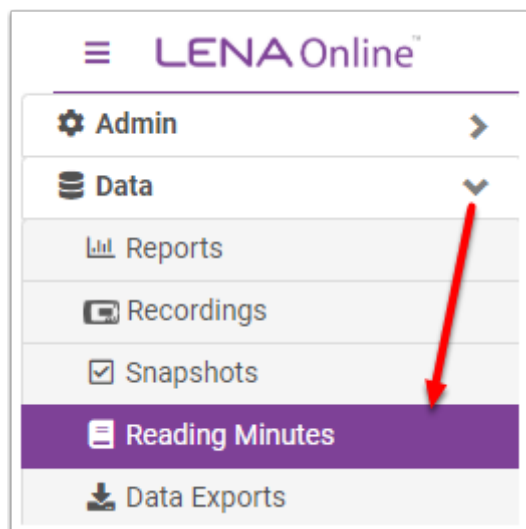 LENA Online™
Admin
Data
Reports
Recordings
Snapshots
Reading Minutes
Data Exports